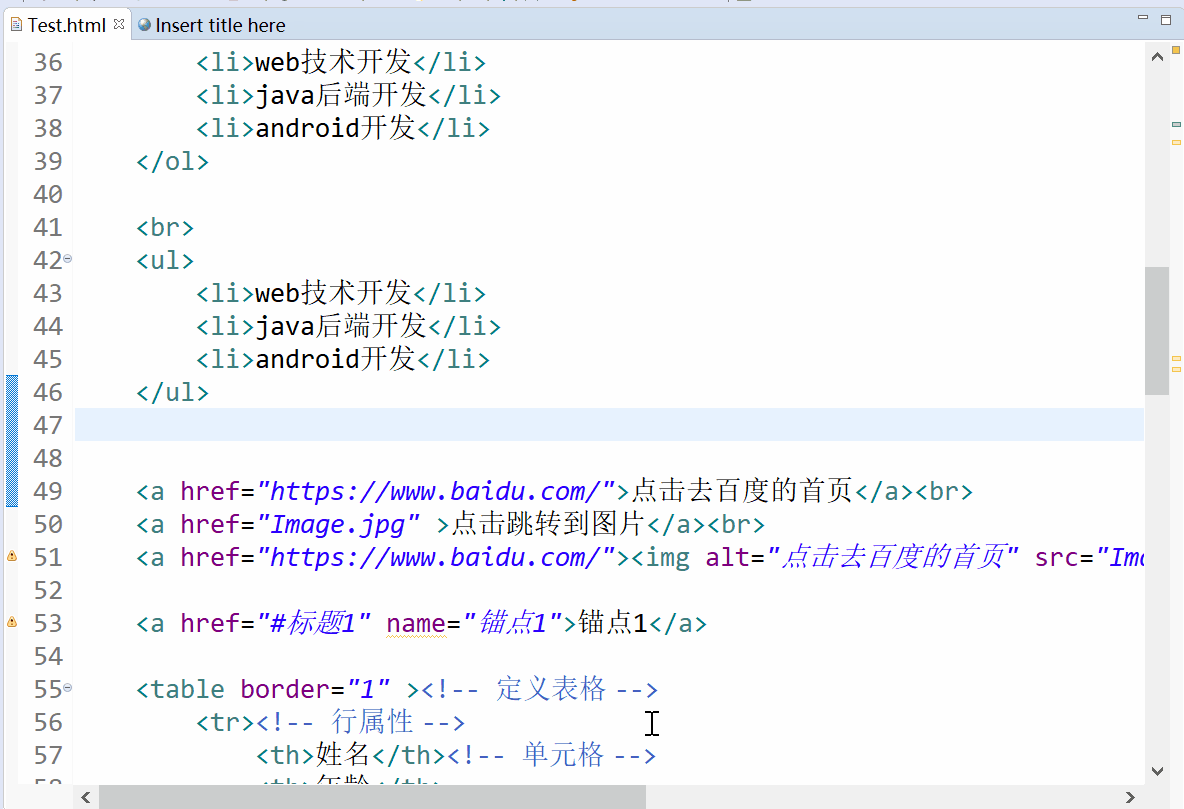 Test.html Insert title here
36 <li>web技术开发</li>
37 <li>java后端开发</li>
38 <li>android开发</li>
39 </ol>
40
41 <br>
42 <ul>
43 <li>web技术开发</li>
44 <li>java后端开发</li>
45 <li>android开发</li>
46 </ul>
47
48
49 <a href="https://www.baidu.com/">点击去百度的首页</a><br>
50 <a href="Image.jpg" >点击跳转到图片</a><br>
51 <a href="https://www.baidu.com/"><img alt="点击去百度的首页" src="Im
52
53 <a href="#标题1" name="锚点1">锚点1</a>
54
55 <table border="1" ><!-- 定义表格 -->
56 <tr><!-- 行属性 -->
57 <th>姓名</th><!-- 单元格 -->